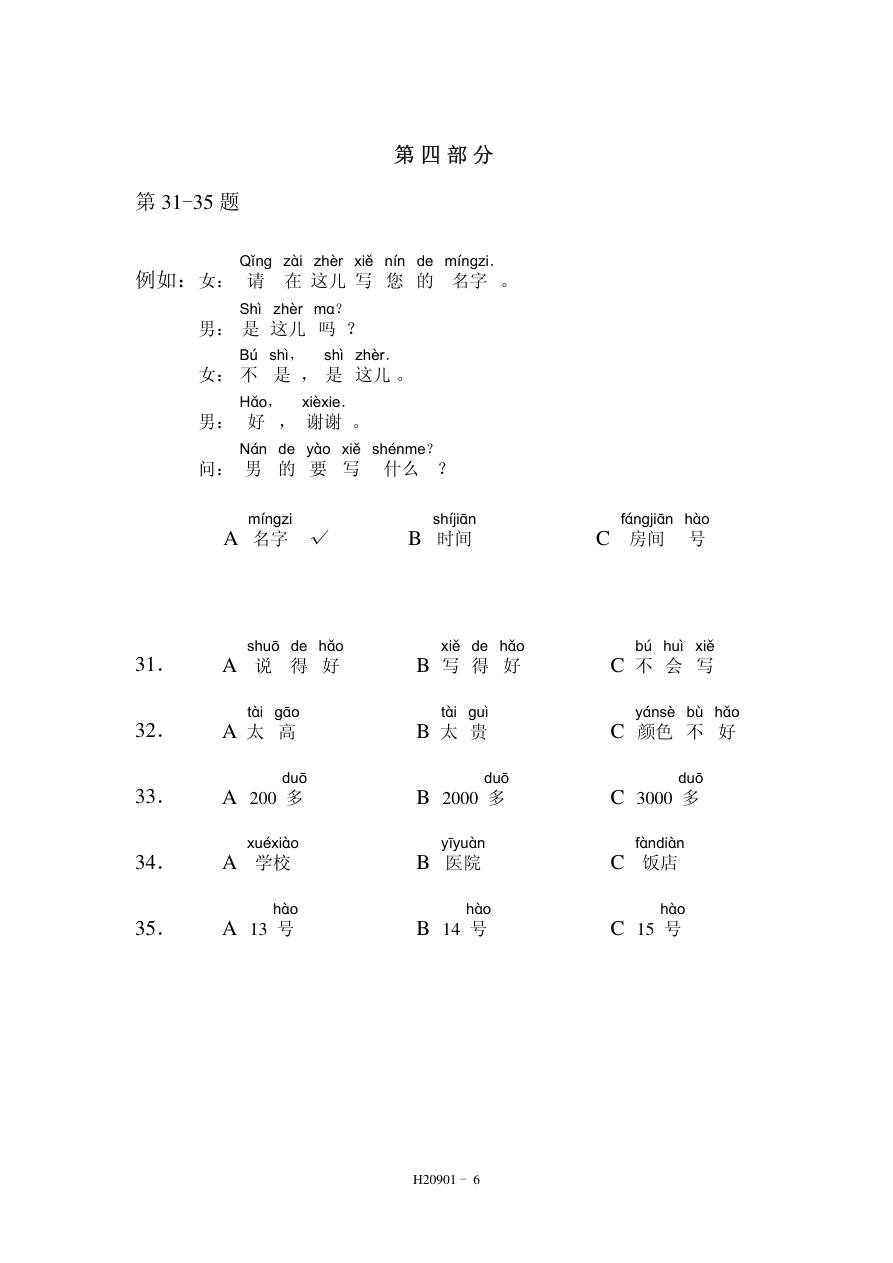 第四部分
第 31-35 题
Qǐng zài zhèr xiě nín de míngzi.
例如：女： 请 在 这儿 写 您 的 名字 。
Shì zhèr ma?
男： 是 这儿 吗 ？
Bú shì, shì zhèr.
女： 不 是 ， 是 这儿 。
Hǎo, xièxie.
男： 好 ， 谢谢 。
Nán de yào xiě shénme?
问： 男 的 要 写 什么 ？
míngzi shíjiān fángjiān hào
A 名字 √ B 时间 C 房间 号
shuō de hǎo xiě de hǎo bú huì xiě
31． A 说 得 好 B 写 得 好 C 不 会 写
tài gāo tài guì yánsè bù hǎo
32． A 太 高 B 太 贵 C 颜色 不 好
duō duō duō
33． A 200 多 B 2000 多 C 3000 多
xuéxiào yīyuàn fàndiàn
34． A 学校 B 医院 C 饭店
hào hào hào
35． A 13 号 B 14 号 C 15 号
H20901 - 6